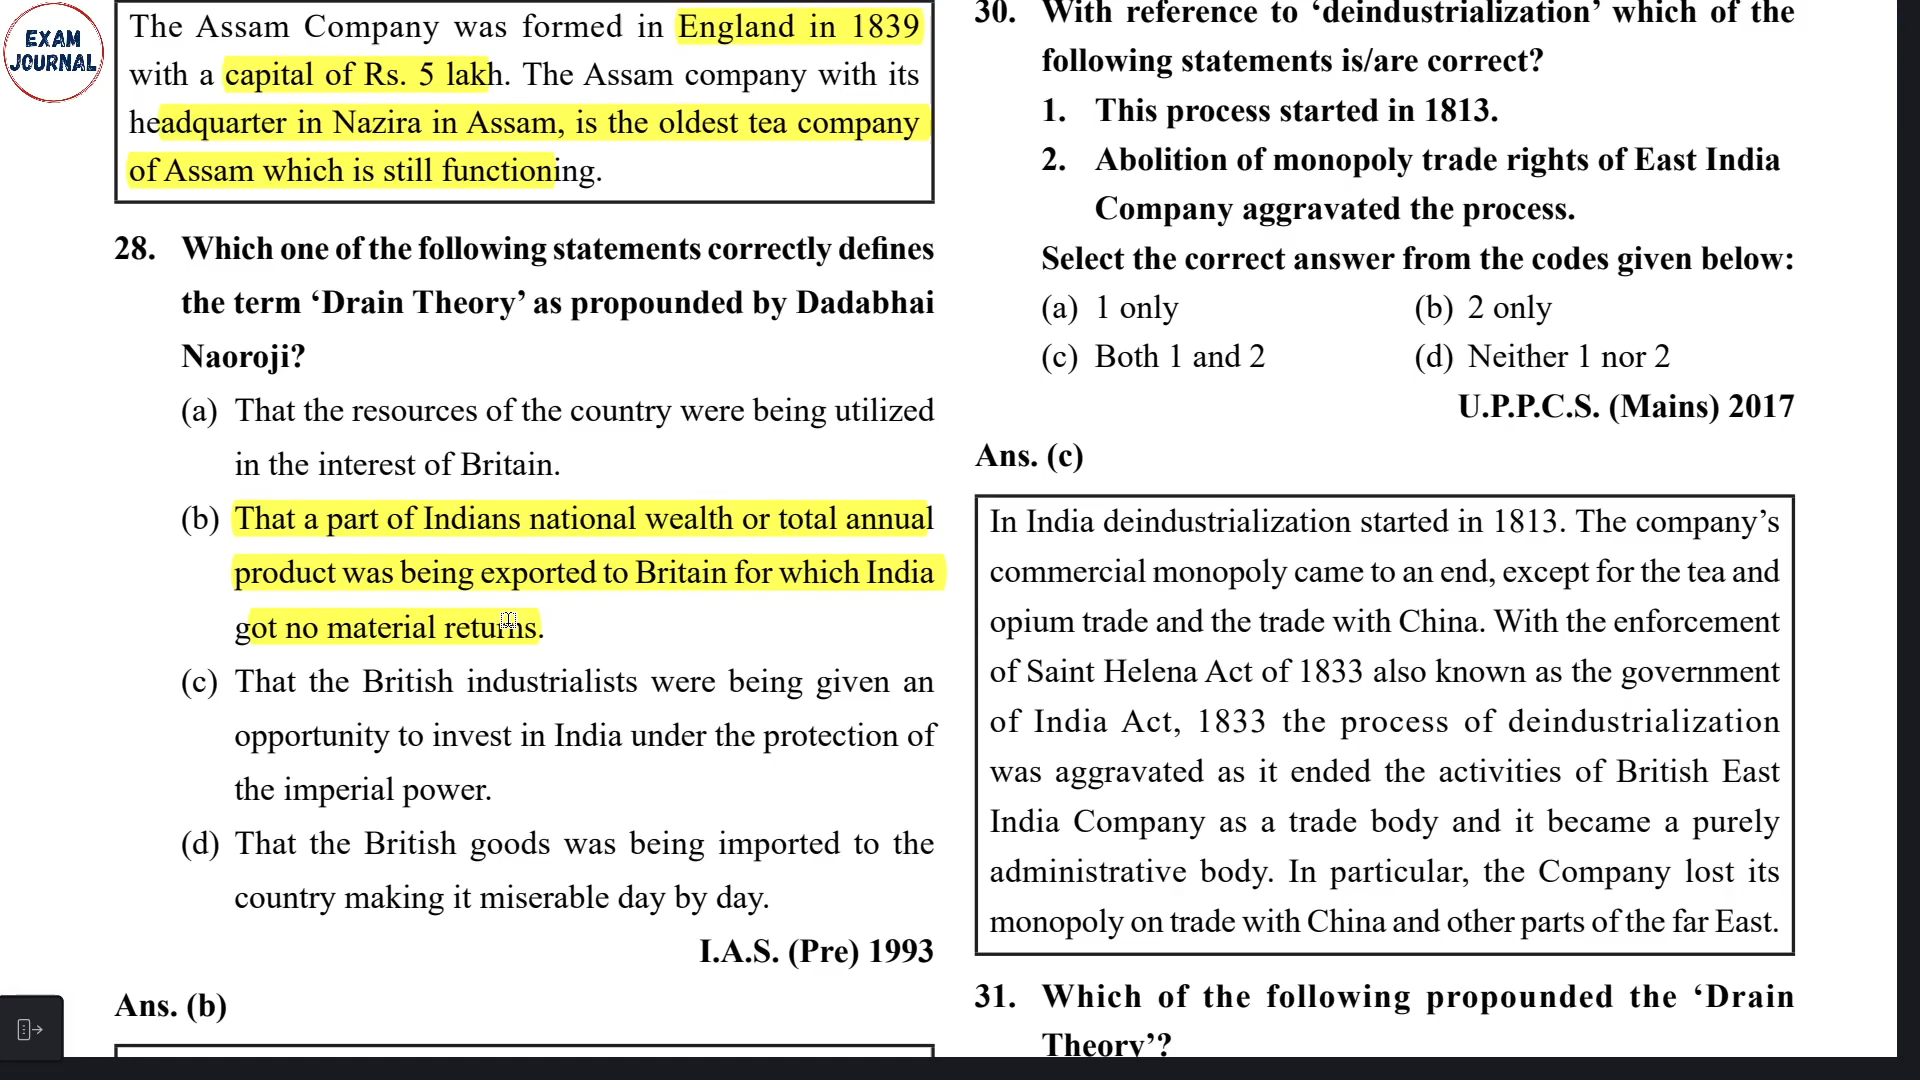 EXAM
JOURNAL
The Assam Company was formed in England in 1839
with a capital of Rs. 5 lakh. The Assam company with its
headquarter in Nazira in Assam, is the oldest tea company
of Assam which is still functioning.
28. Which one of the following statements correctly defines
the term ‘Drain Theory’ as propounded by Dadabhai
Naoroji?
(a) That the resources of the country were being utilized
in the interest of Britain.
(b) That a part of Indians national wealth or total annual
product was being exported to Britain for which India
got no material returns.
(c) That the British industrialists were being given an
opportunity to invest in India under the protection of
the imperial power.
(d) That the British goods was being imported to the
country making it miserable day by day.
I.A.S. (Pre) 1993
Ans. (b)
30. With reference to ‘deindustrialization’ which of the
following statements is/are correct?
1. This process started in 1813.
2. Abolition of monopoly trade rights of East India
Company aggravated the process.
Select the correct answer from the codes given below:
(a) 1 only (b) 2 only
(c) Both 1 and 2 (d) Neither 1 nor 2
U.P.P.C.S. (Mains) 2017
Ans. (c)
In India deindustrialization started in 1813. The company’s
commercial monopoly came to an end, except for the tea and
opium trade and the trade with China. With the enforcement
of Saint Helena Act of 1833 also known as the government
of India Act, 1833 the process of deindustrialization
was aggravated as it ended the activities of British East
India Company as a trade body and it became a purely
administrative body. In particular, the Company lost its
monopoly on trade with China and other parts of the far East.
31. Which of the following propounded the ‘Drain
Theory’?